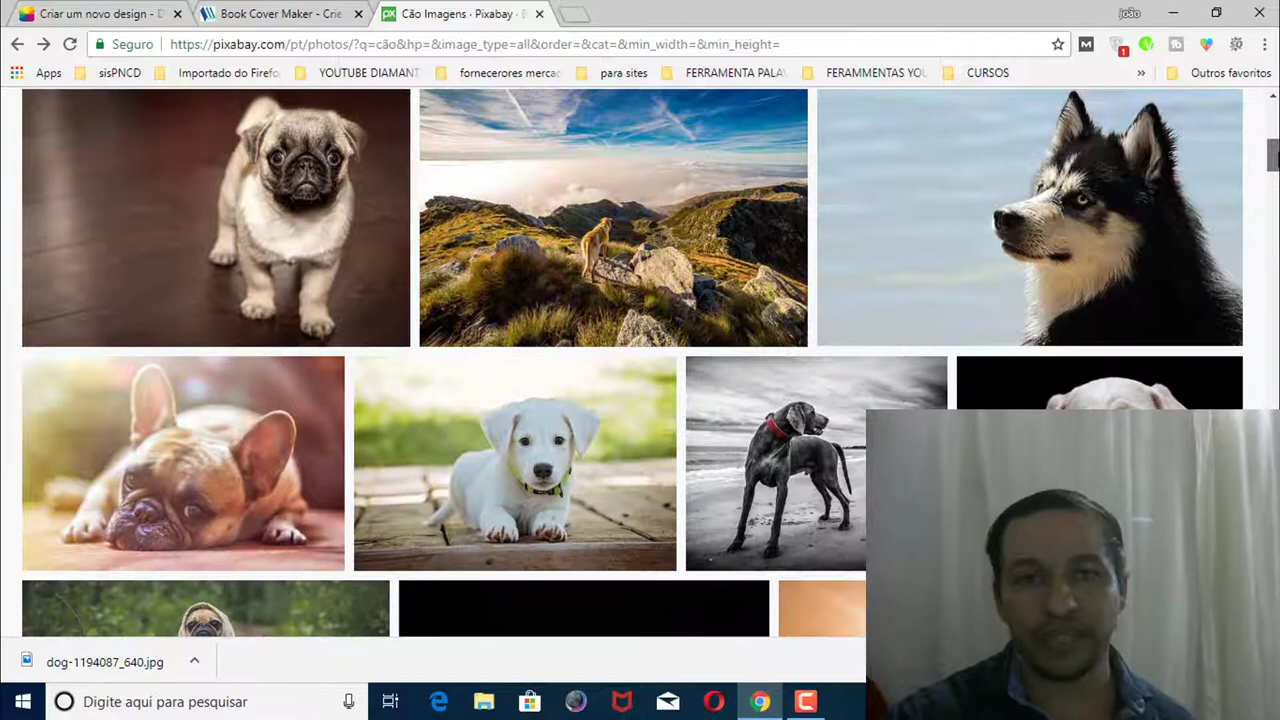 Criar um novo design - D
Book Cover Maker - Crie
Cão Imagens · Pixabay · B
joão
Seguro
https://pixabay.com/pt/photos/?q=cão&hp=&image_type=all&order=&cat=&min_width=&min_height=
M
1
Apps
sisPNCD
Importado do Firefo
YOUTUBE DIAMANT
fornercerores merca
para sites
FERRAMENTA PALA
FERAMMENTAS YOU
CURSOS
»
Outros favoritos
dog-1194087_640.jpg
Digite aqui para pesquisar